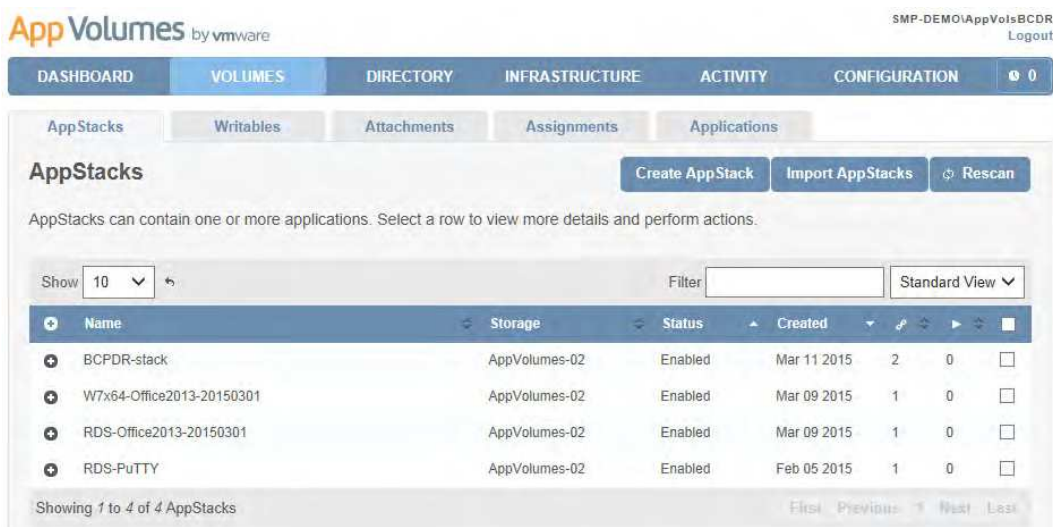 App Volumes by vmware
SMP-DEMO\AppVolsBCDR
Logout
DASHBOARD VOLUMES DIRECTORY INFRASTRUCTURE ACTIVITY CONFIGURATION 0
AppStacks Writables Attachments Assignments Applications
AppStacks
Create AppStack Import AppStacks Rescan
AppStacks can contain one or more applications. Select a row to view more details and perform actions.
Show 10 Filter Standard View
Name Storage Status Created
BCPDR-stack AppVolumes-02 Enabled Mar 11 2015 2 0
W7x64-Office2013-20150301 AppVolumes-02 Enabled Mar 09 2015 1 0
RDS-Office2013-20150301 AppVolumes-02 Enabled Mar 09 2015 1 0
RDS-PuTTY AppVolumes-02 Enabled Feb 05 2015 1 0
Showing 1 to 4 of 4 AppStacks
First Previous 1 Next Last